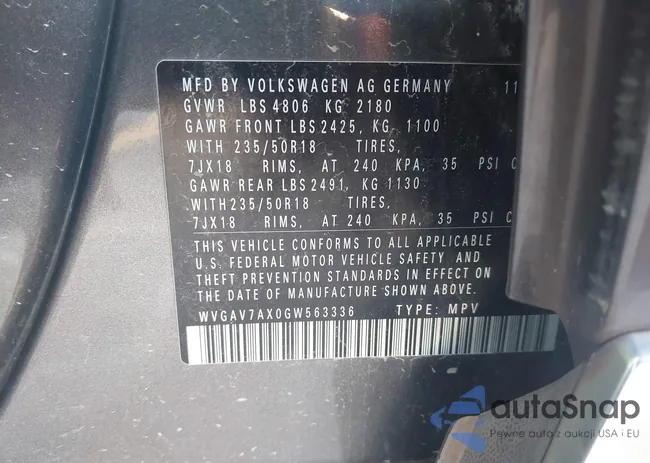 MFD BY VOLKSWAGEN AG GERMANY 11
GVWR LBS 4806 KG 2180
GAWR FRONT LBS 2425, KG 1100
WITH 235/50R18 TIRES,
7JX18 RIMS, AT 240 KPA, 35 PSI C
GAWR REAR LBS 2491, KG 1130
WITH 235/50R18 TIRES,
7JX18 RIMS, AT 240 KPA, 35 PSI C
THIS VEHICLE CONFORMS TO ALL APPLICABLE
U.S. FEDERAL MOTOR VEHICLE SAFETY AND
THEFT PREVENTION STANDARDS IN EFFECT ON
THE DATE OF MANUFACTURE SHOWN ABOVE.
WVGAV7AX0GW563336 TYPE: MPV
autoSnap
Pewne auta z aukcji USA i EU